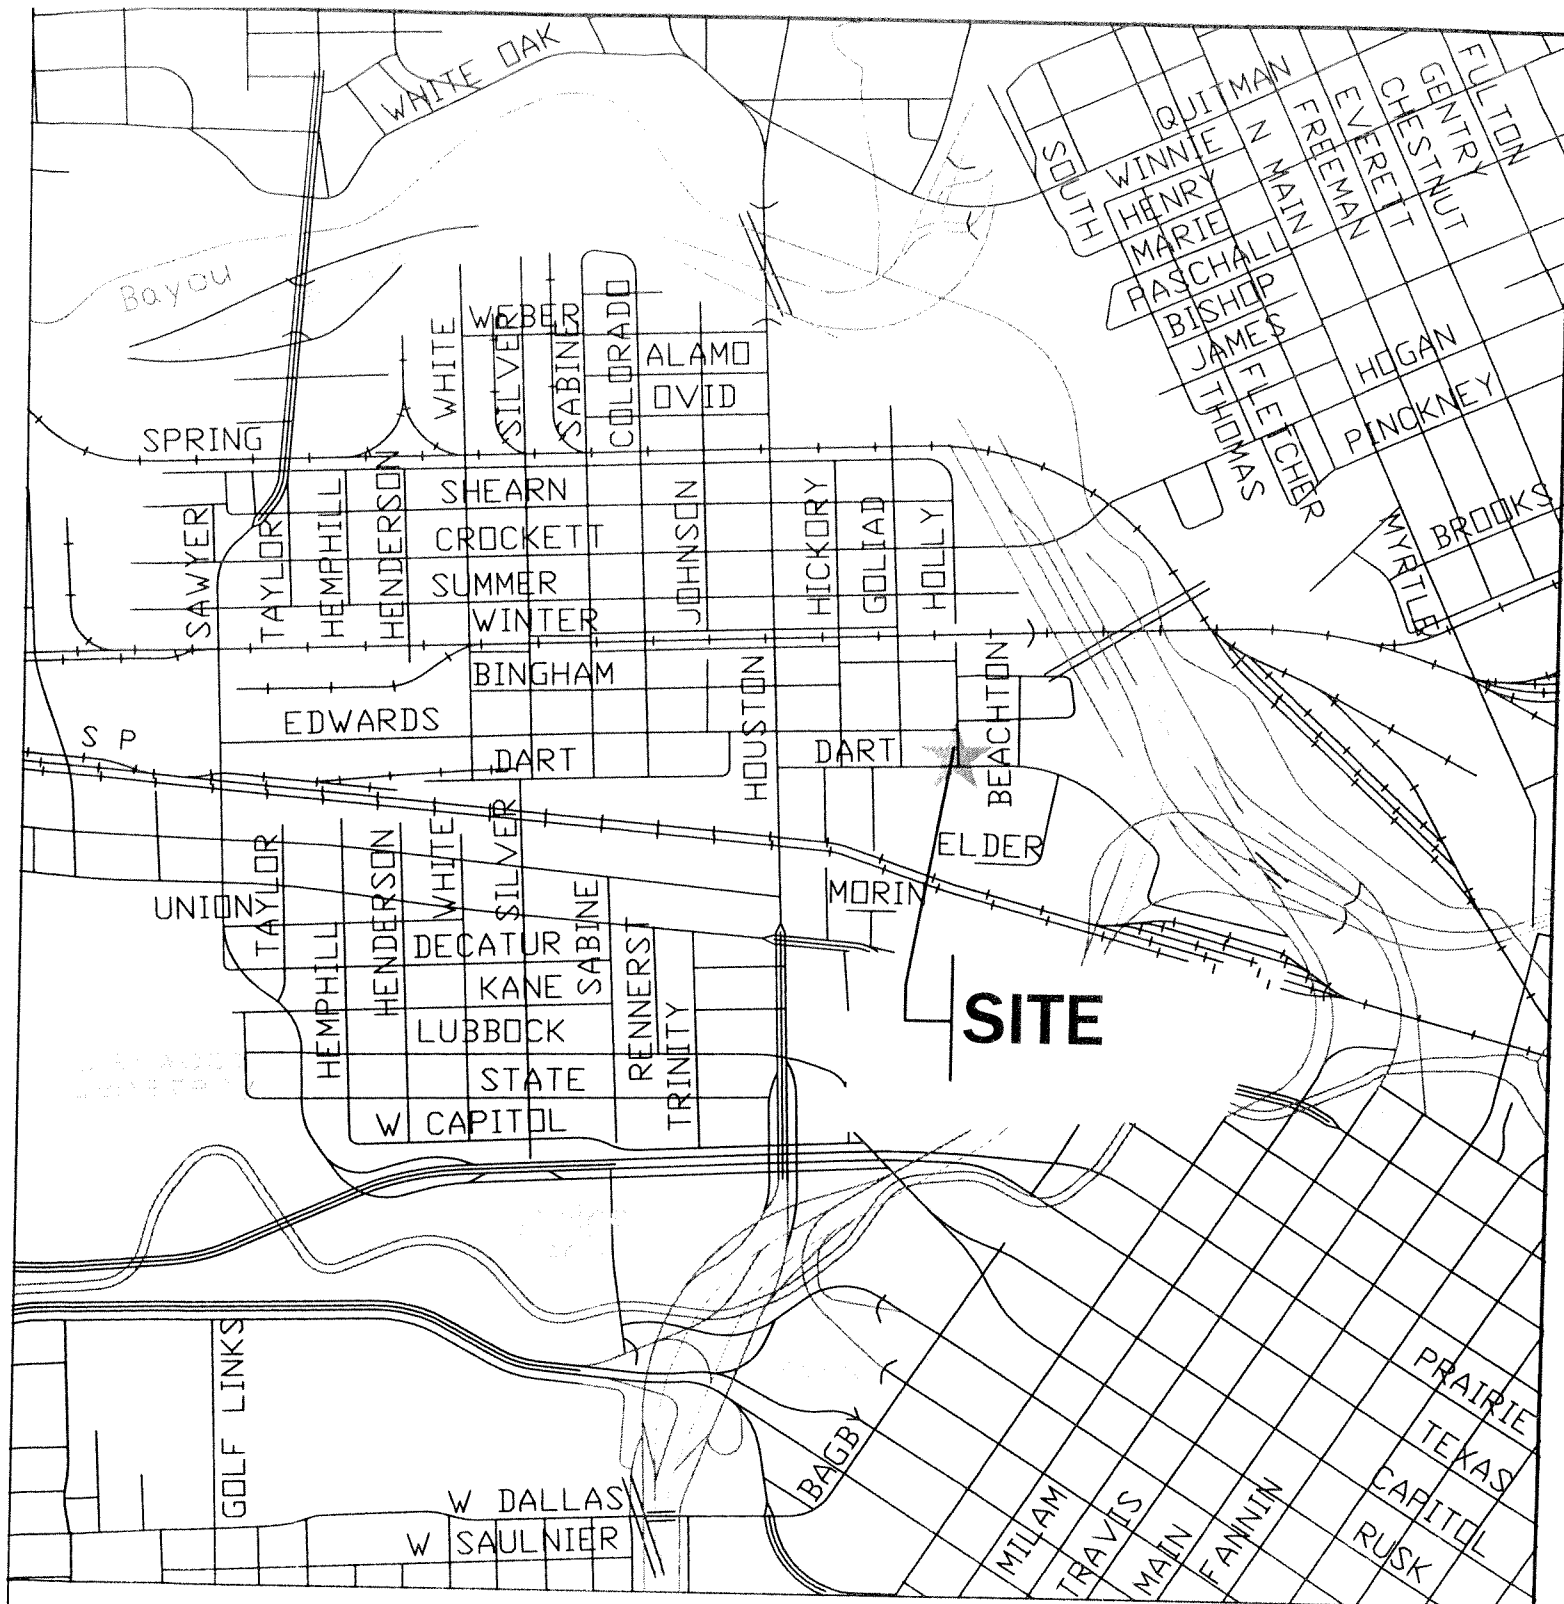 WHITE OAK
QUITMAN
WINNIE
HENRY
MARIE
PASCHALL
BISHOP
JAMES
THOMAS
FLETCHER
SOUTH
N MAIN
FREEMAN
EVERETT
CHESTNUT
GENTRY
FULTON
HOGAN
PINCKNEY
BROOKS
MYRTLE
Bayou
WEBER
WHITE
SILVER
SABINE
COLORADO
ALAMO
OVID
SPRING
SHEARN
CROCKETT
SUMMER
WINTER
BINGHAM
SAWYER
TAYLOR
HEMPHILL
HENDERSON
JOHNSON
HICKORY
GOLIAD
HOLLY
EDWARDS
HOUSTON
BEACHTON
S P
DART
DART
ELDER
MORIN
UNION
TAYLOR
HEMPHILL
HENDERSON
WHITE
SILVER
SABINE
RENNERST
TRINITY
DECATUR
KANE
LUBBOCK
STATE
W CAPITOL
SITE
GOLF LINKS
W DALLAS
W SAULNIER
BAGB
MILAM
TRAVIS
MAIN
FANNIN
PRAIRIE
TEXAS
CAPITOL
RUSK